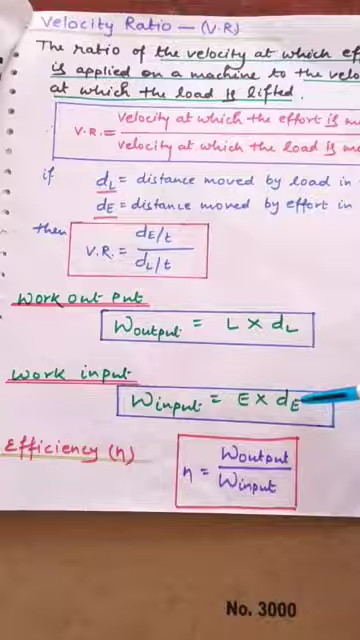 Velocity Ratio — (V.R)
The ratio of the velocity at which
is applied on a machine to the
at which the load is lifted.
V.R. = Velocity at which the effort is / Velocity at which the load is
if dL = distance moved by load in
dE = distance moved by effort in
then V.R. = dE/t / dL/t
Work out put
Woutput = L × dL
Work input
Winput = E × dE
Efficiency (η)
η = Woutput / Winput
No. 3000